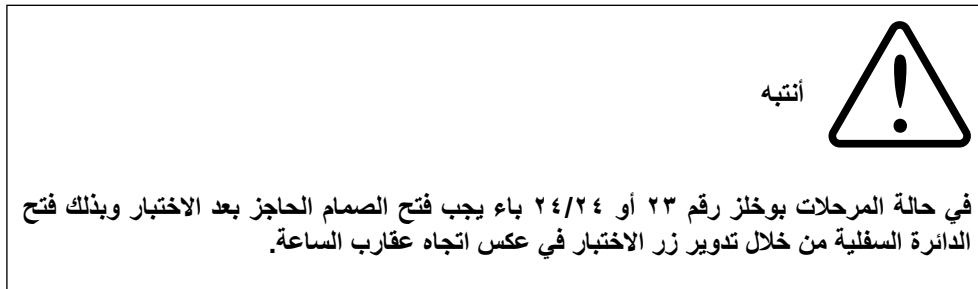 أنتبه
في حالة المرحلات بوخلز رقم ٢٣ أو ٢٤/٢٤ باء يجب فتح الصمام الحاجز بعد الاختبار وبذلك فتح
الدائرة السفلية من خلال تدوير زر الاختبار في عكس اتجاه عقارب الساعة.